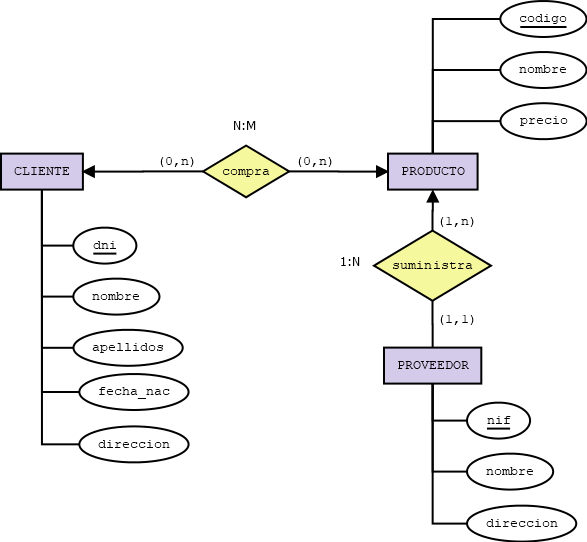 codigo
nombre
precio
N:M
(0,n)
(0,n)
CLIENTE
compra
PRODUCTO
(1,n)
dni
1:N
suministra
nombre
(1,1)
apellidos
PROVEEDOR
fecha_nac
nif
direccion
nombre
direccion